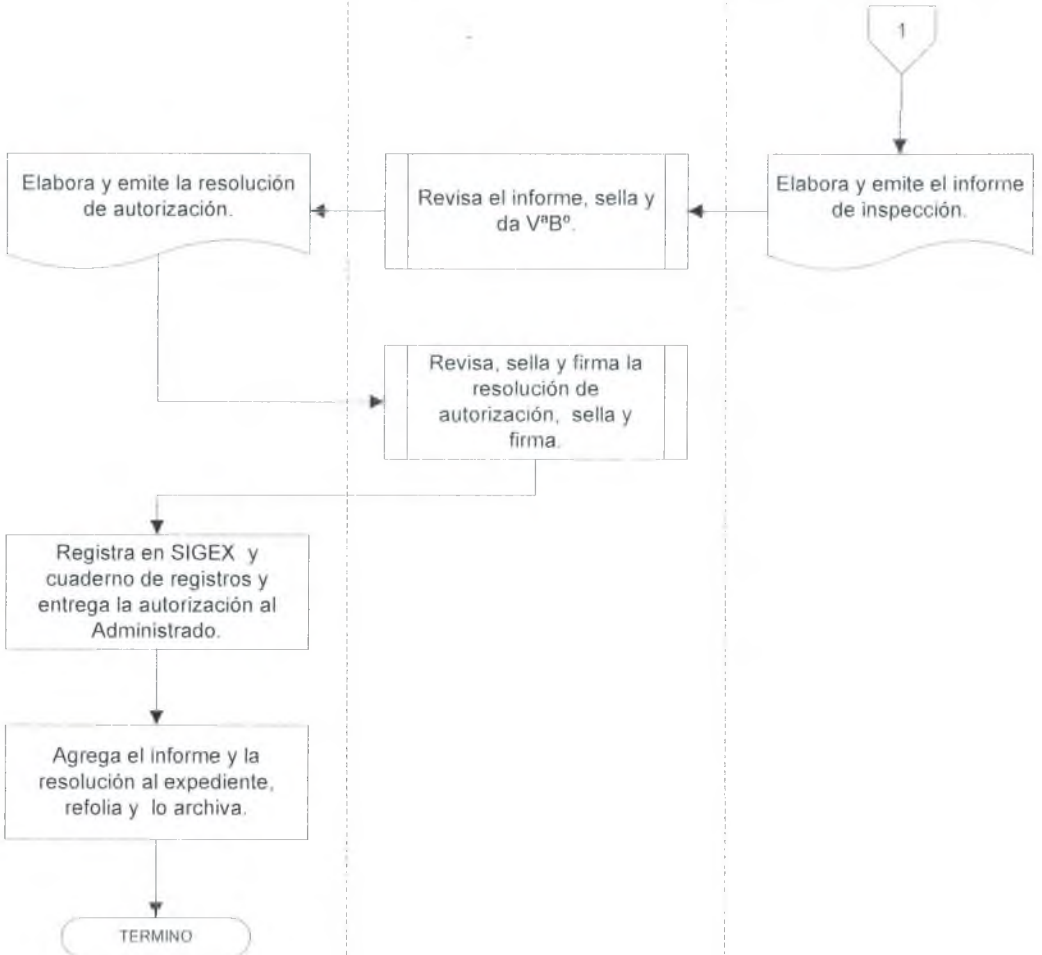 1
Elabora y emite el informe
de inspección.
Revisa el informe, sella y
da VªBº.
Elabora y emite la resolución
de autorización.
Revisa, sella y firma la
resolución de
autorización, sella y
firma.
Registra en SIGEX y
cuaderno de registros y
entrega la autorización al
Administrado.
Agrega el informe y la
resolución al expediente,
refolia y lo archiva.
TERMINO